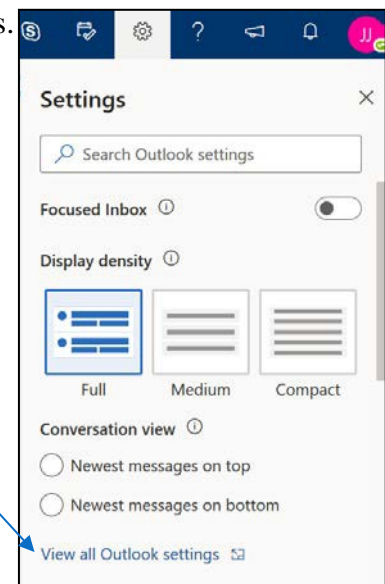 s.
S ? JJ
Settings
Search Outlook settings
Focused Inbox
Display density
Full Medium Compact
Conversation view
Newest messages on top
Newest messages on bottom
View all Outlook settings